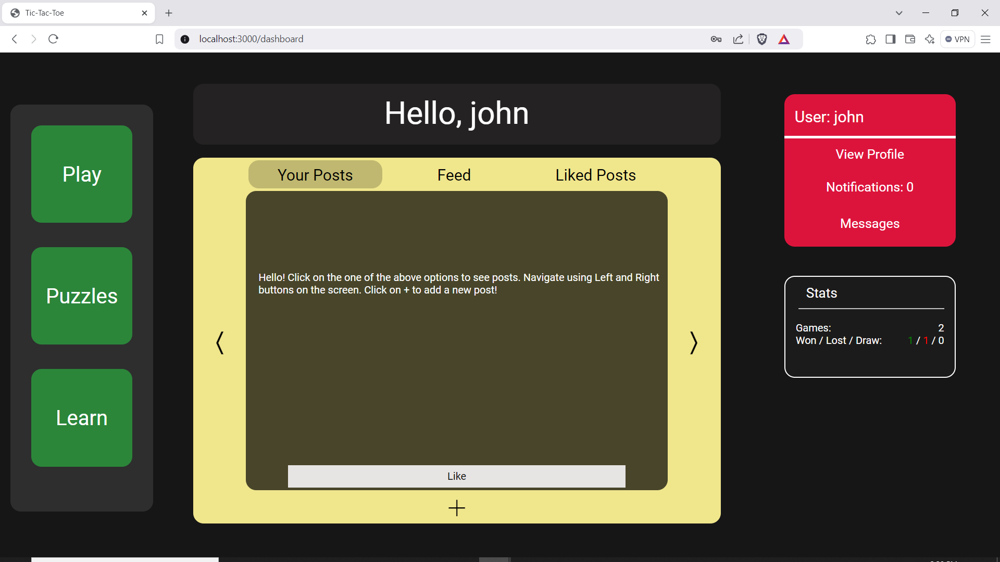 Tic-Tac-Toe
localhost:3000/dashboard
VPN
Hello, john
Play
Puzzles
Learn
Your Posts
Feed
Liked Posts
Hello! Click on the one of the above options to see posts. Navigate using Left and Right
buttons on the screen. Click on + to add a new post!
Like
+
User: john
View Profile
Notifications: 0
Messages
Stats
Games: 2
Won / Lost / Draw: 1 / 1 / 0